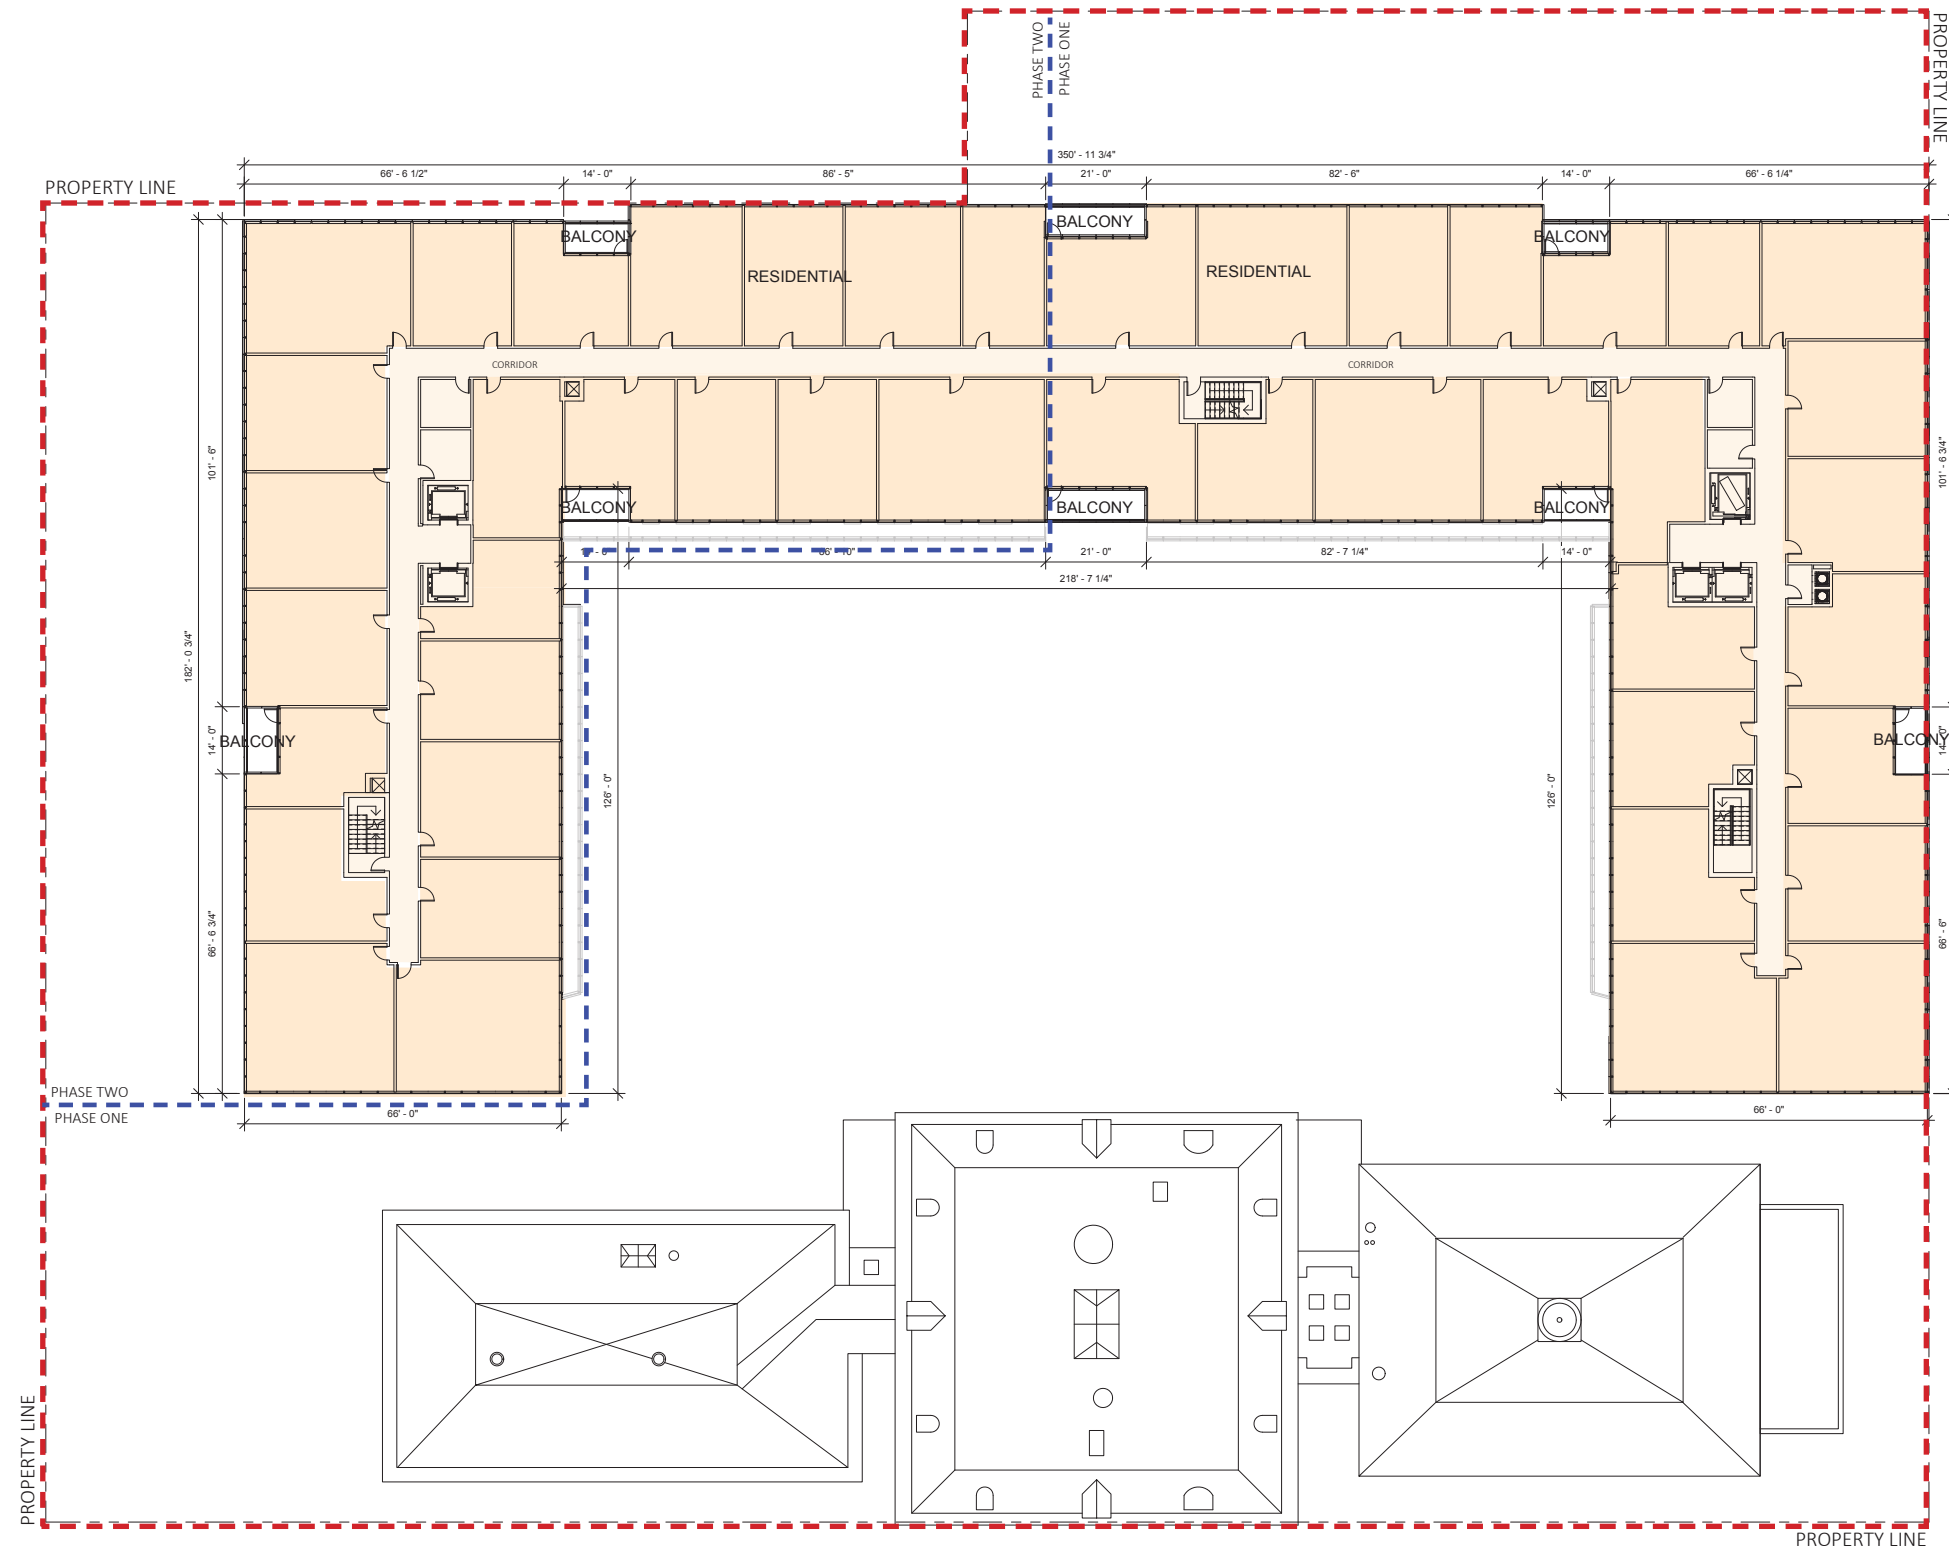 PHASE TWO
PHASE ONE
PROPERTY LINE
350' - 11 3/4"
PROPERTY LINE
66' - 6 1/2"
14' - 0"
86' - 5"
21' - 0"
82' - 6"
14' - 0"
66' - 6 1/4"
BALCONY
BALCONY
BALCONY
RESIDENTIAL
RESIDENTIAL
CORRIDOR
CORRIDOR
101' - 6"
101' - 6 3/4"
BALCONY
BALCONY
BALCONY
21' - 0"
82' - 7 1/4"
14' - 0"
218' - 7 1/4"
182' - 0 3/4"
14' - 0"
BALCONY
BALCONY
14' - 0"
126' - 0"
126' - 0"
66' - 6 3/4"
66' - 6"
PHASE TWO
PHASE ONE
66' - 0"
66' - 0"
PROPERTY LINE
PROPERTY LINE